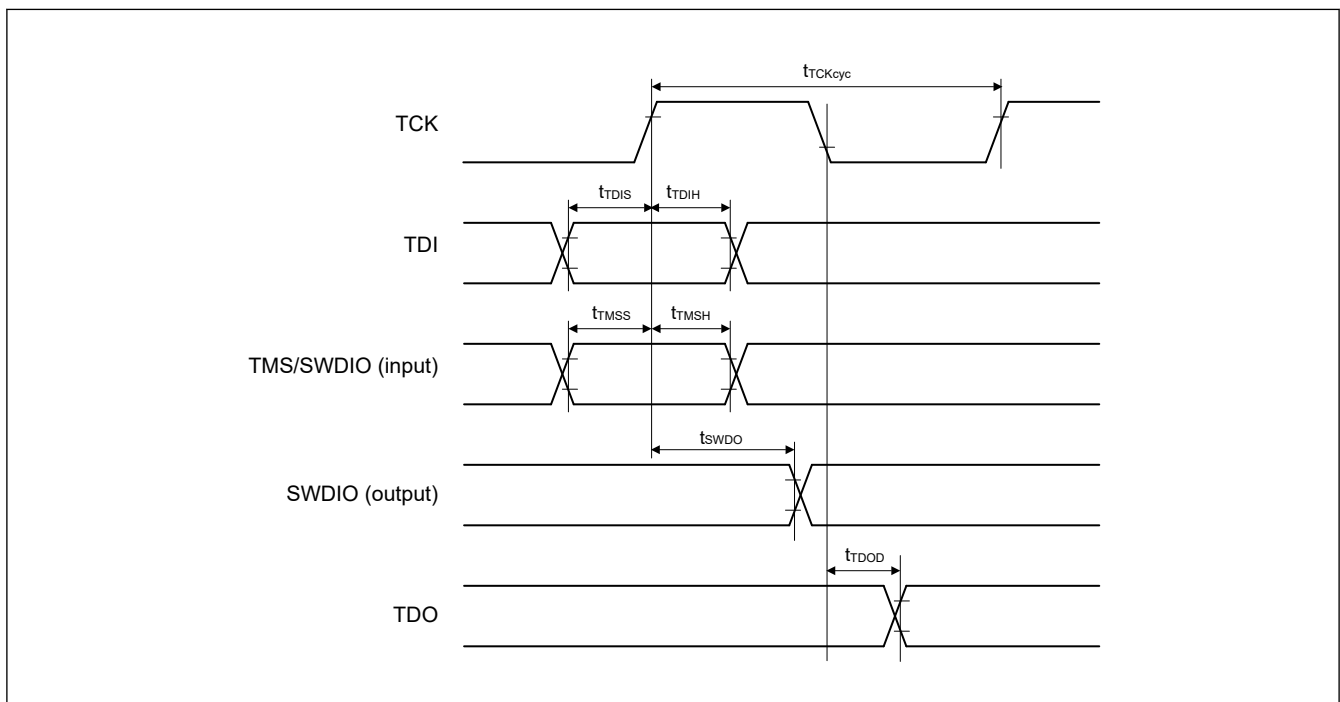 tTCKcyc
TCK
tTDIS tTDIH
TDI
tTMSS tTMSH
TMS/SWDIO (input)
tSWDO
SWDIO (output)
tTDOD
TDO